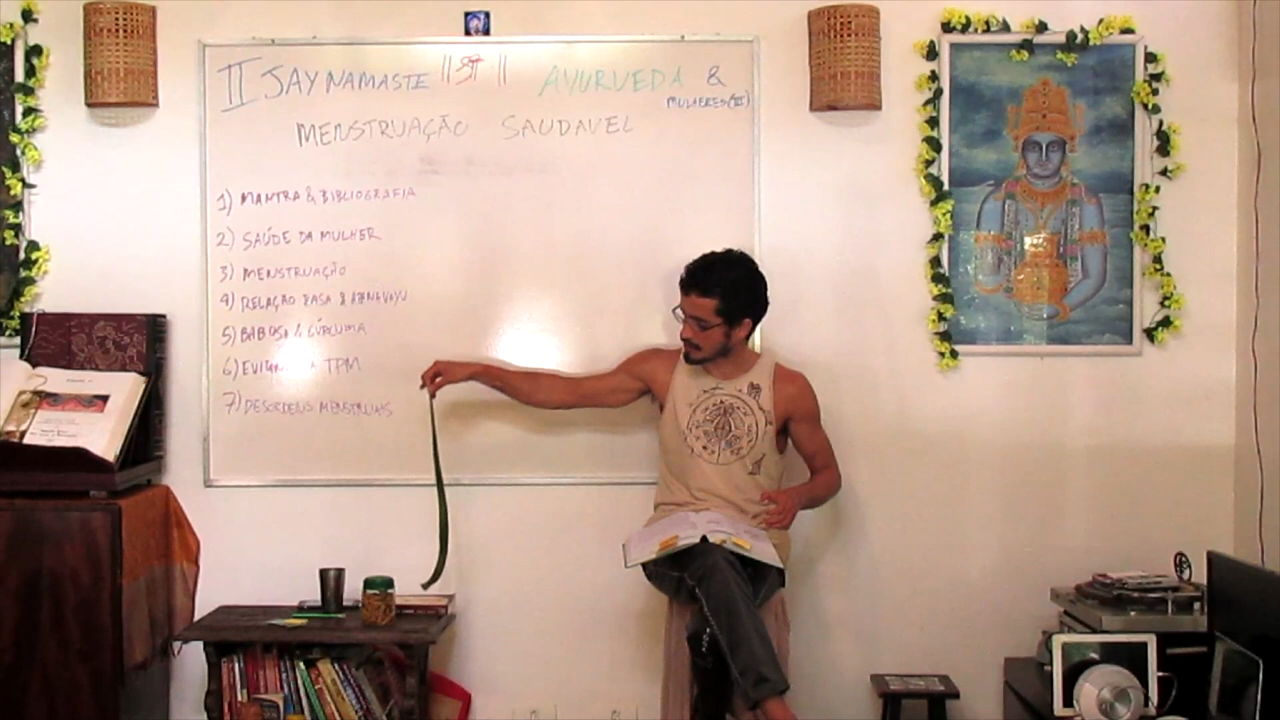 JAY NAMASTE || ॐ || AYURVEDA &
MULHERES (III)
MENSTRUAÇÃO SAUDAVEL
1) MANTRA & BIBLIOGRAFIA
2) SAÚDE DA MULHER
3) MENSTRUAÇÃO
4) RELAÇÃO RASA &
5) BABOSA & CÚRCUMA
6) TPM
7) DESORDENS MENSTRUAIS